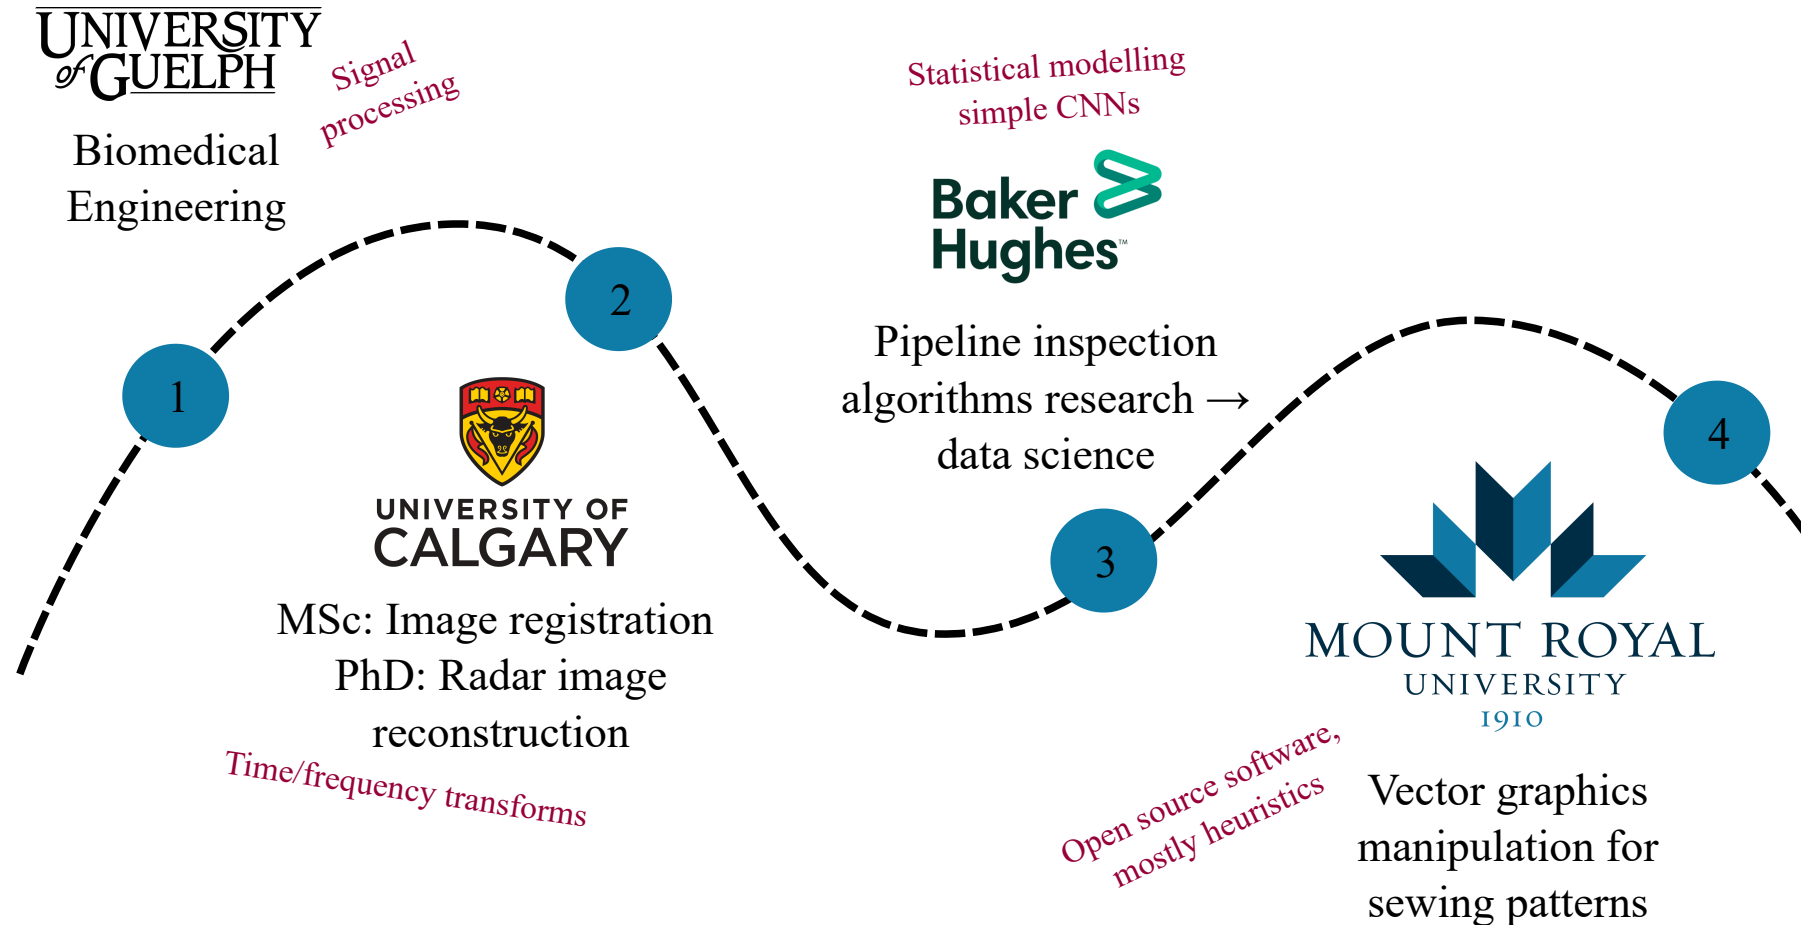 UNIVERSITY
of GUELPH
Biomedical
Engineering
Signal
processing
1
2
UNIVERSITY OF
CALGARY
MSc: Image registration
PhD: Radar image
reconstruction
Time/frequency transforms
Statistical modelling
simple CNNs
Baker
Hughes™
Pipeline inspection
algorithms research →
data science
3
4
MOUNT ROYAL
UNIVERSITY
1910
Open source software,
mostly heuristics
Vector graphics
manipulation for
sewing patterns